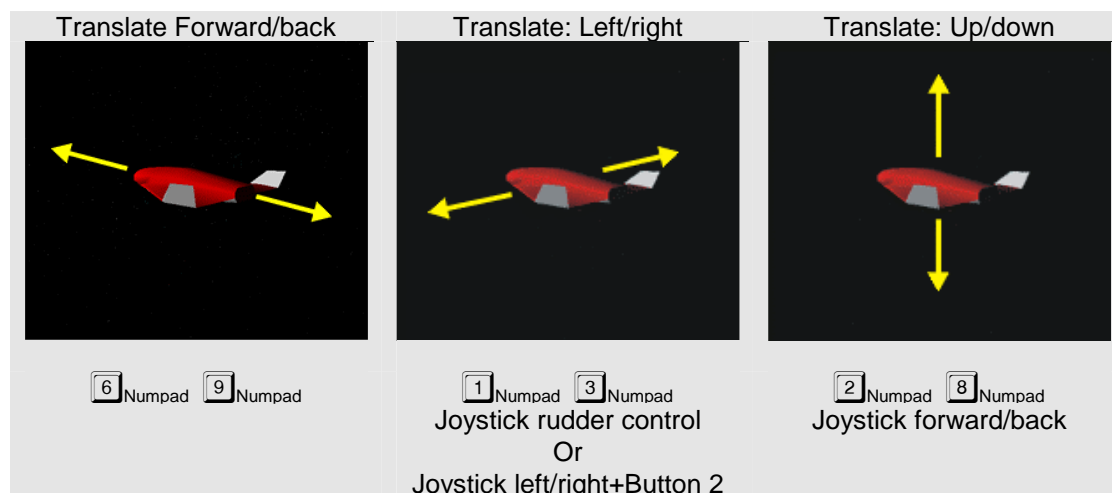 Translate Forward/back
Translate: Left/right
Translate: Up/down
6 Numpad 9 Numpad
1 Numpad 3 Numpad
Joystick rudder control
Or
Joystick left/right+Button 2
2 Numpad 8 Numpad
Joystick forward/back